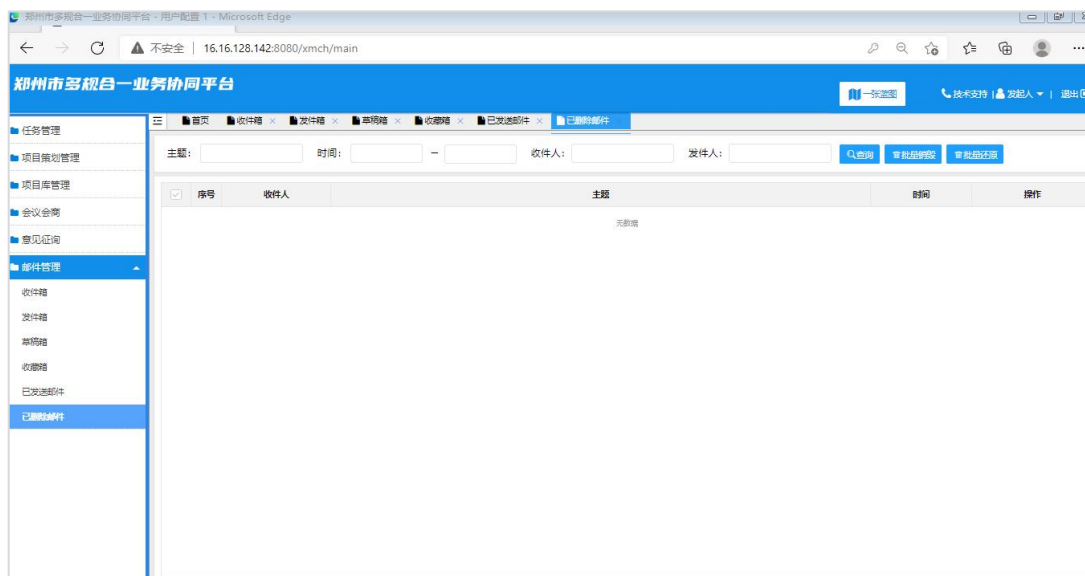 郑州市多规合一业务协同平台 - 用户配置 1 - Microsoft Edge
不安全 | 16.16.128.142:8080/xmch/main
郑州市多规合一业务协同平台
一张蓝图 技术支持 | 发起人 | 退出
首页 收件箱 × 发件箱 × 草稿箱 × 收藏箱 × 已发送邮件 × 已删除邮件
任务管理
项目策划管理
项目库管理
会议会商
意见征询
邮件管理
收件箱
发件箱
草稿箱
收藏箱
已发送邮件
已删除邮件
主题: 时间: — 收件人: 发件人: 查询 批量删除 批量还原
序号 收件人 主题 时间 操作
无数据